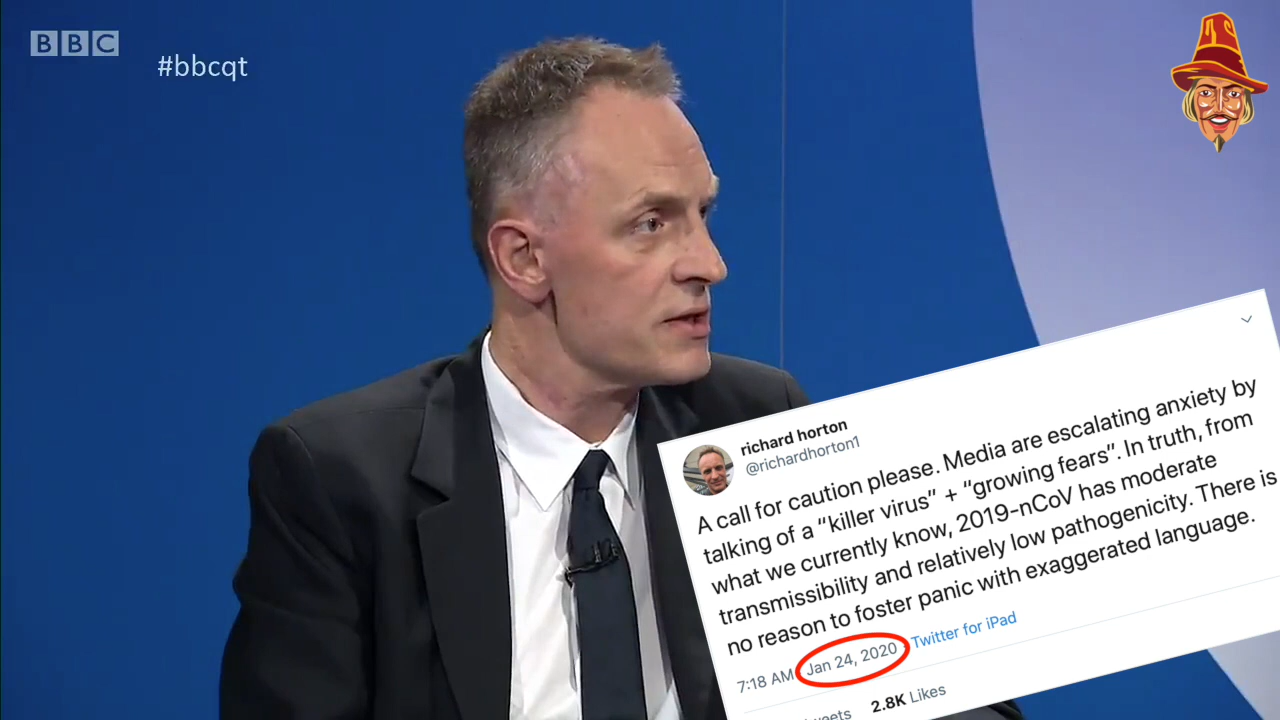 BBC
#bbcqt
richard horton
@richardhorton1
A call for caution please. Media are escalating anxiety by
talking of a “killer virus” + “growing fears”. In truth, from
what we currently know, 2019-nCoV has moderate
transmissibility and relatively low pathogenicity. There is
no reason to foster panic with exaggerated language.
7:18 AM Jan 24, 2020 Twitter for iPad
2.8K Likes